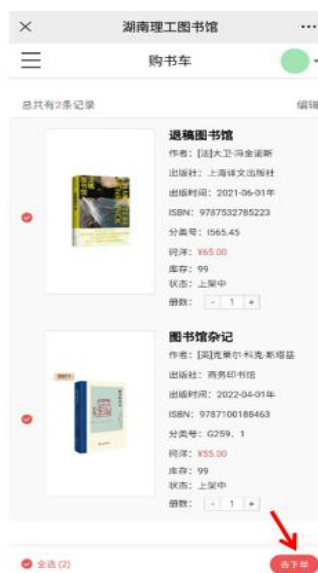 湖南理工图书馆
购书车
总共有2条记录
编辑
退稿图书馆
作者：[法]大卫·冯金诺斯
出版社：上海译文出版社
出版时间：2021-06-01年
ISBN：9787532785223
分类号：I565.45
码洋：¥65.00
库存：99
状态：上架中
册数： - 1 +
图书馆杂记
作者：[英]克莱尔·科克-斯塔基
出版社：商务印书馆
出版时间：2022-04-01年
ISBN：9787100188463
分类号：G259．1
码洋：¥55.00
库存：99
状态：上架中
册数： - 1 +
全选 (2)
去下单